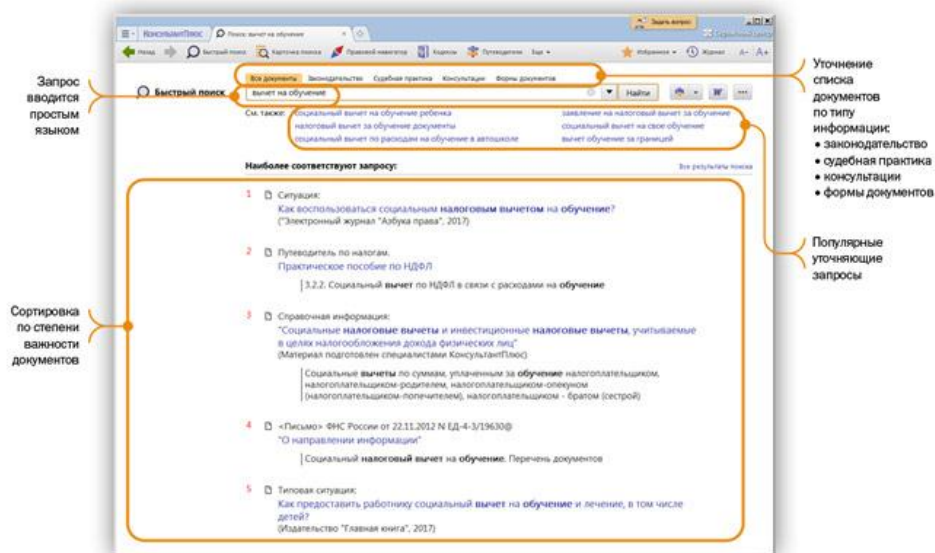 Задать вопрос
КонсультантПлюс
Поиск: вычет на обучение
Сервисный центр
Назад
Быстрый поиск
Карточка поиска
Правовой навигатор
Кодексы
Путеводители
Еще
Избранное
Журнал
А-
А+
Все документы
Законодательство
Судебная практика
Консультации
Формы документов
Быстрый поиск
вычет на обучение
Найти
W
См. также:
социальный вычет на обучение ребенка
заявление на налоговый вычет за обучение
налоговый вычет за обучение документы
социальный вычет на свое обучение
социальный вычет по расходам на обучение в автошколе
вычет обучение за границей
Наиболее соответствуют запросу:
Все результаты поиска
1 Ситуация:
Как воспользоваться социальным налоговым вычетом на обучение?
("Электронный журнал "Азбука права", 2017)
2 Путеводитель по налогам.
Практическое пособие по НДФЛ
3.2.2. Социальный вычет по НДФЛ в связи с расходами на обучение
3 Справочная информация:
"Социальные налоговые вычеты и инвестиционные налоговые вычеты, учитываемые
в целях налогообложения дохода физических лиц"
(Материал подготовлен специалистами КонсультантПлюс)
Социальные вычеты по суммам, уплаченным за обучение налогоплательщиком,
налогоплательщиком-родителем, налогоплательщиком-опекуном
(налогоплательщиком-попечителем), налогоплательщиком - братом (сестрой)
4 <Письмо> ФНС России от 22.11.2012 N ЕД-4-3/19630@
"О направлении информации"
Социальный налоговый вычет на обучение. Перечень документов
5 Типовая ситуация:
Как предоставить работнику социальный вычет на обучение и лечение, в том числе
детей?
(Издательство "Главная книга", 2017)
Запрос
вводится
простым
языком
Сортировка
по степени
важности
документов
Уточнение
списка
документов
по типу
информации:
• законодательство
• судебная практика
• консультации
• формы документов
Популярные
уточняющие
запросы